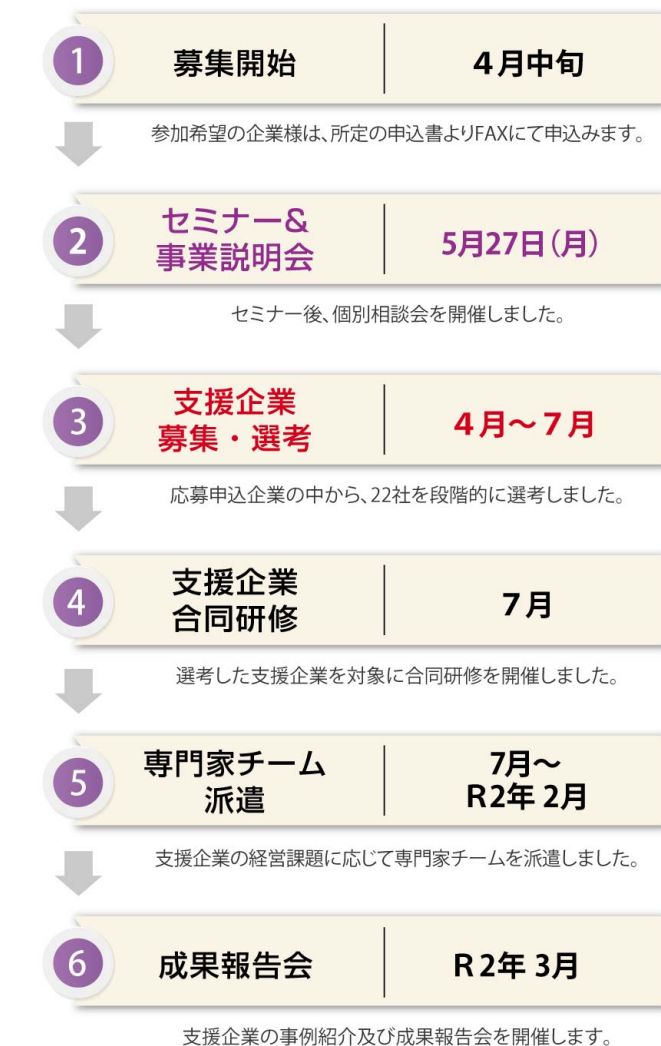 1
募集開始
4月中旬
参加希望の企業様は、所定の申込書よりFAXにて申込みます。
2
セミナー&
事業説明会
5月27日（月）
セミナー後、個別相談会を開催しました。
3
支援企業
募集・選考
4月〜7月
応募申込企業の中から、22社を段階的に選考しました。
4
支援企業
合同研修
7月
選考した支援企業を対象に合同研修を開催しました。
5
専門家チーム
派遣
7月〜
R2年 2月
支援企業の経営課題に応じて専門家チームを派遣しました。
6
成果報告会
R2年 3月
支援企業の事例紹介及び成果報告会を開催します。